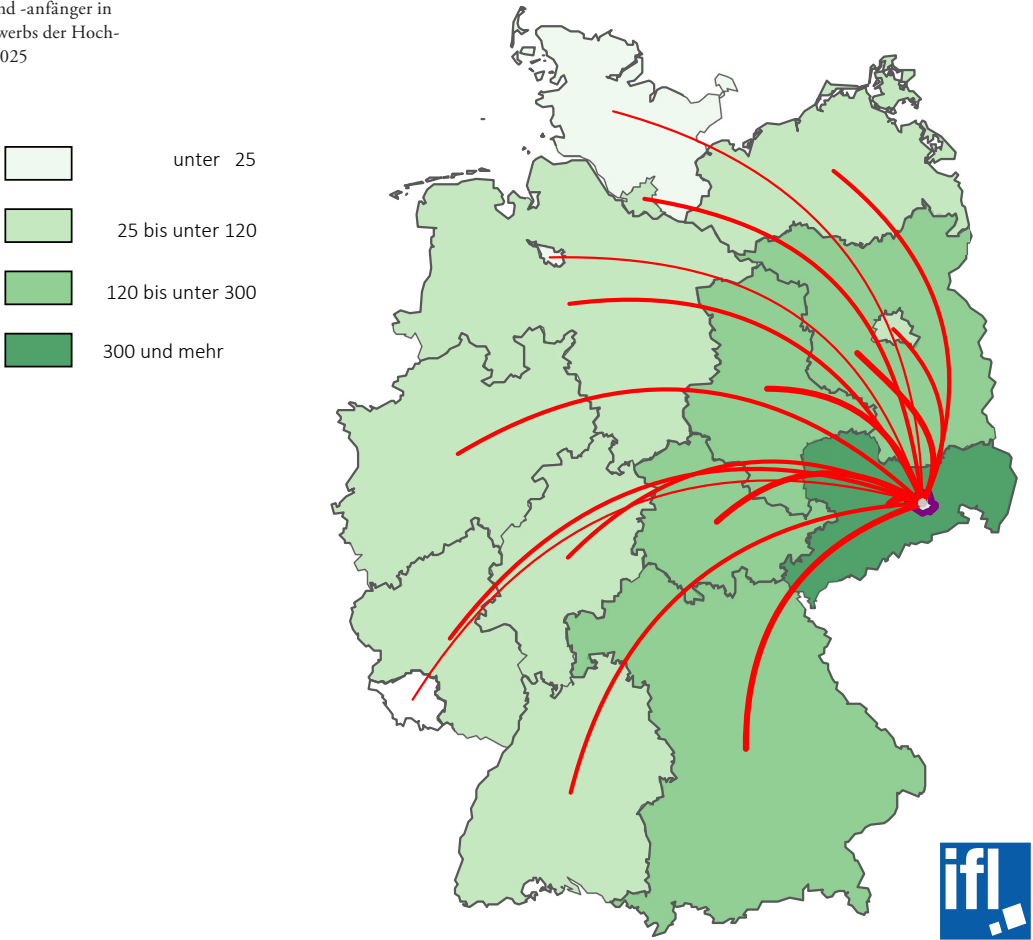 nd -anfänger in
werbs der Hoch-
025
unter 25
25 bis unter 120
120 bis unter 300
300 und mehr
ifl